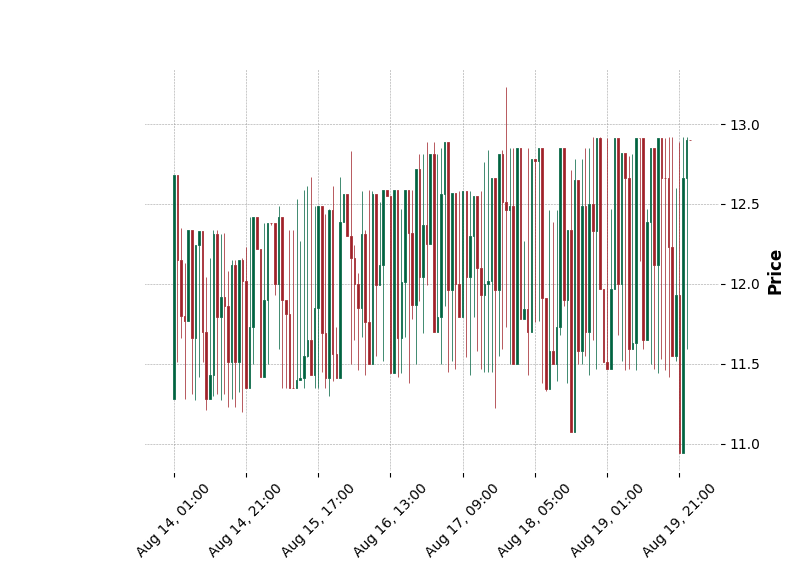 13.0
12.5
12.0
11.5
11.0
Price
Aug 14, 01:00
Aug 14, 21:00
Aug 15, 17:00
Aug 16, 13:00
Aug 17, 09:00
Aug 18, 05:00
Aug 19, 01:00
Aug 19, 21:00